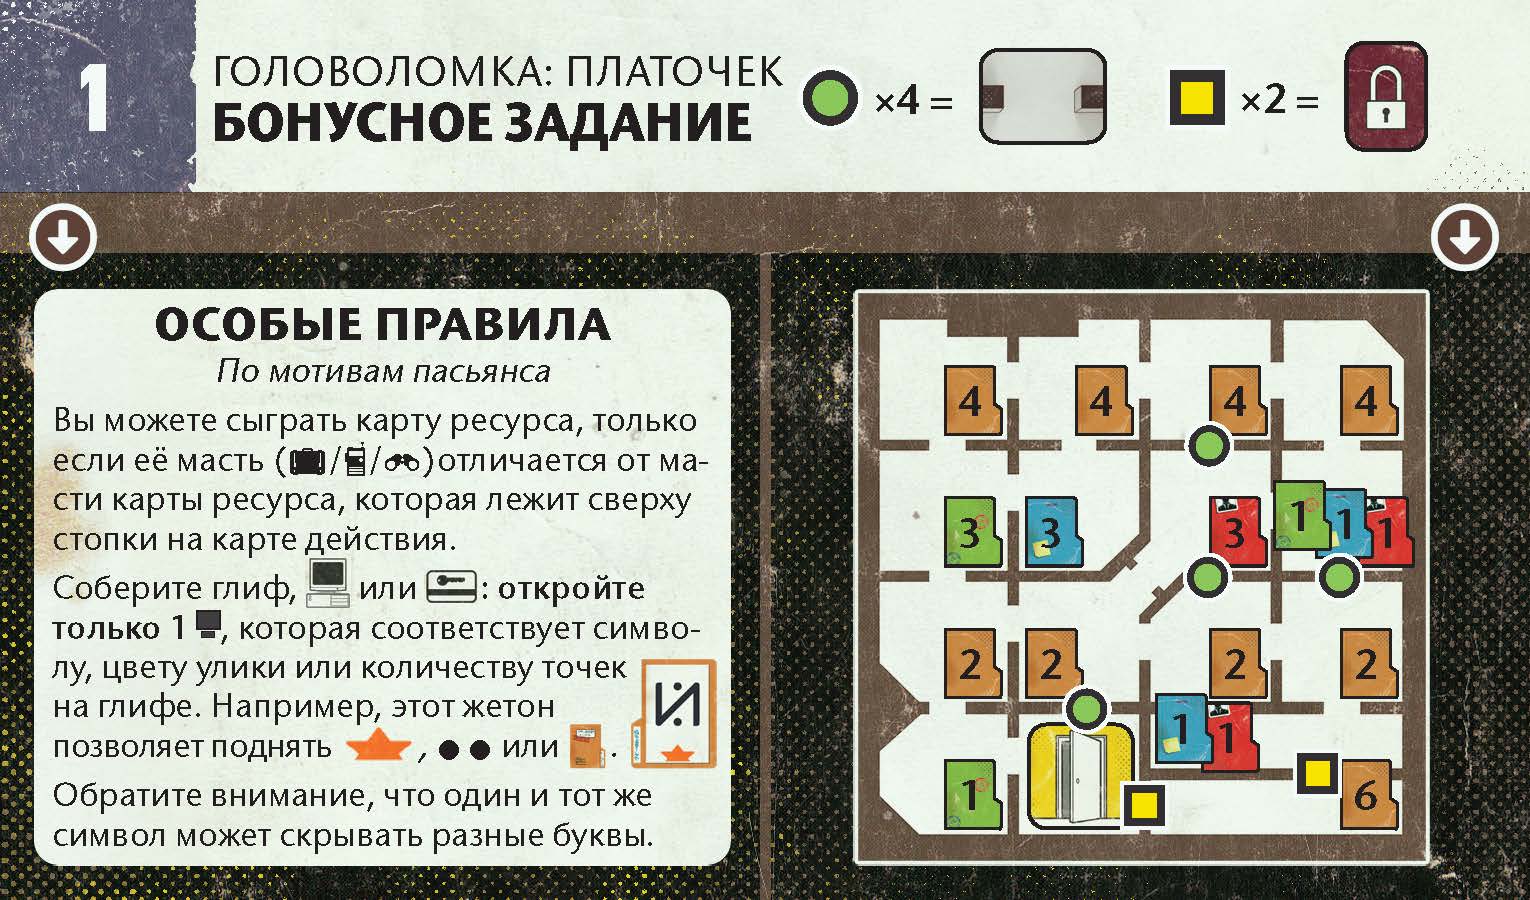 1
ГОЛОВОЛОМКА: ПЛАТОЧЕК
БОНУСНОЕ ЗАДАНИЕ
×4 =
×2 =
ОСОБЫЕ ПРАВИЛА
По мотивам пасьянса
Вы можете сыграть карту ресурса, только
если её масть ( / / ) отличается от ма-
сти карты ресурса, которая лежит сверху
стопки на карте действия.
Соберите глиф, или : откройте
только 1 , которая соответствует симво-
лу, цвету улики или количеству точек
на глифе. Например, этот жетон
позволяет поднять , ●● или .
Обратите внимание, что один и тот же
символ может скрывать разные буквы.
4 4 4 4
3 3 3 1 1 1
2 2 2 2
1 1
1 6